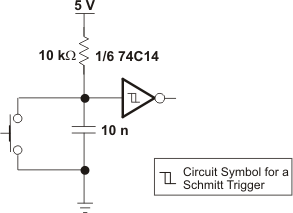 5 V
10 kΩ 1/6 74C14
10 n
Circuit Symbol for a
Schmitt Trigger